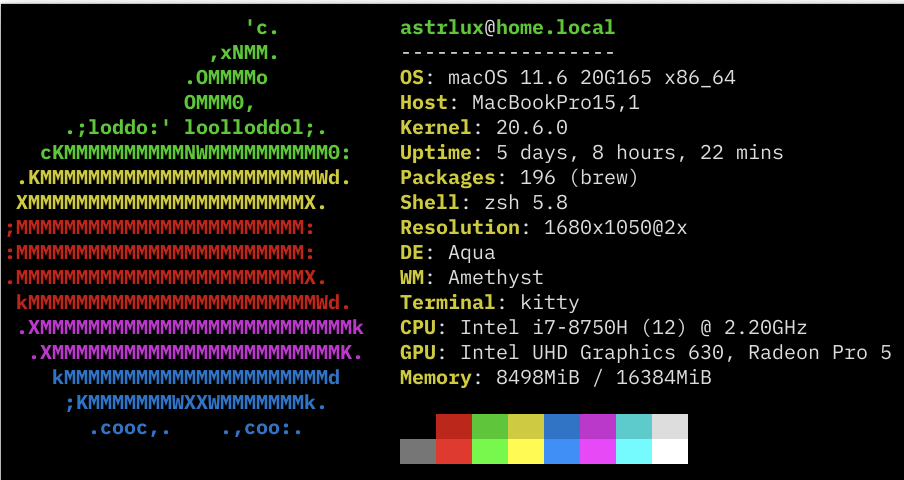 'c.
,xNMM.
.OMMMMo
OMMM0,
.;loddo:' loolloddol;.
cKMMMMMMMMMMNWMMMMMMMMMM0:
.KMMMMMMMMMMMMMMMMMMMMMMMWd.
XMMMMMMMMMMMMMMMMMMMMMMMX.
;MMMMMMMMMMMMMMMMMMMMMMMM:
:MMMMMMMMMMMMMMMMMMMMMMMM:
.MMMMMMMMMMMMMMMMMMMMMMMMX.
kMMMMMMMMMMMMMMMMMMMMMMMMWd.
.XMMMMMMMMMMMMMMMMMMMMMMMMMMk
.XMMMMMMMMMMMMMMMMMMMMMMMMK.
kMMMMMMMMMMMMMMMMMMMMMMd
;KMMMMMMMWXXWMMMMMMMk.
.cooc,.    .,coo:.
astrlux@home.local
------------------
OS: macOS 11.6 20G165 x86_64
Host: MacBookPro15,1
Kernel: 20.6.0
Uptime: 5 days, 8 hours, 22 mins
Packages: 196 (brew)
Shell: zsh 5.8
Resolution: 1680x1050@2x
DE: Aqua
WM: Amethyst
Terminal: kitty
CPU: Intel i7-8750H (12) @ 2.20GHz
GPU: Intel UHD Graphics 630, Radeon Pro 5
Memory: 8498MiB / 16384MiB